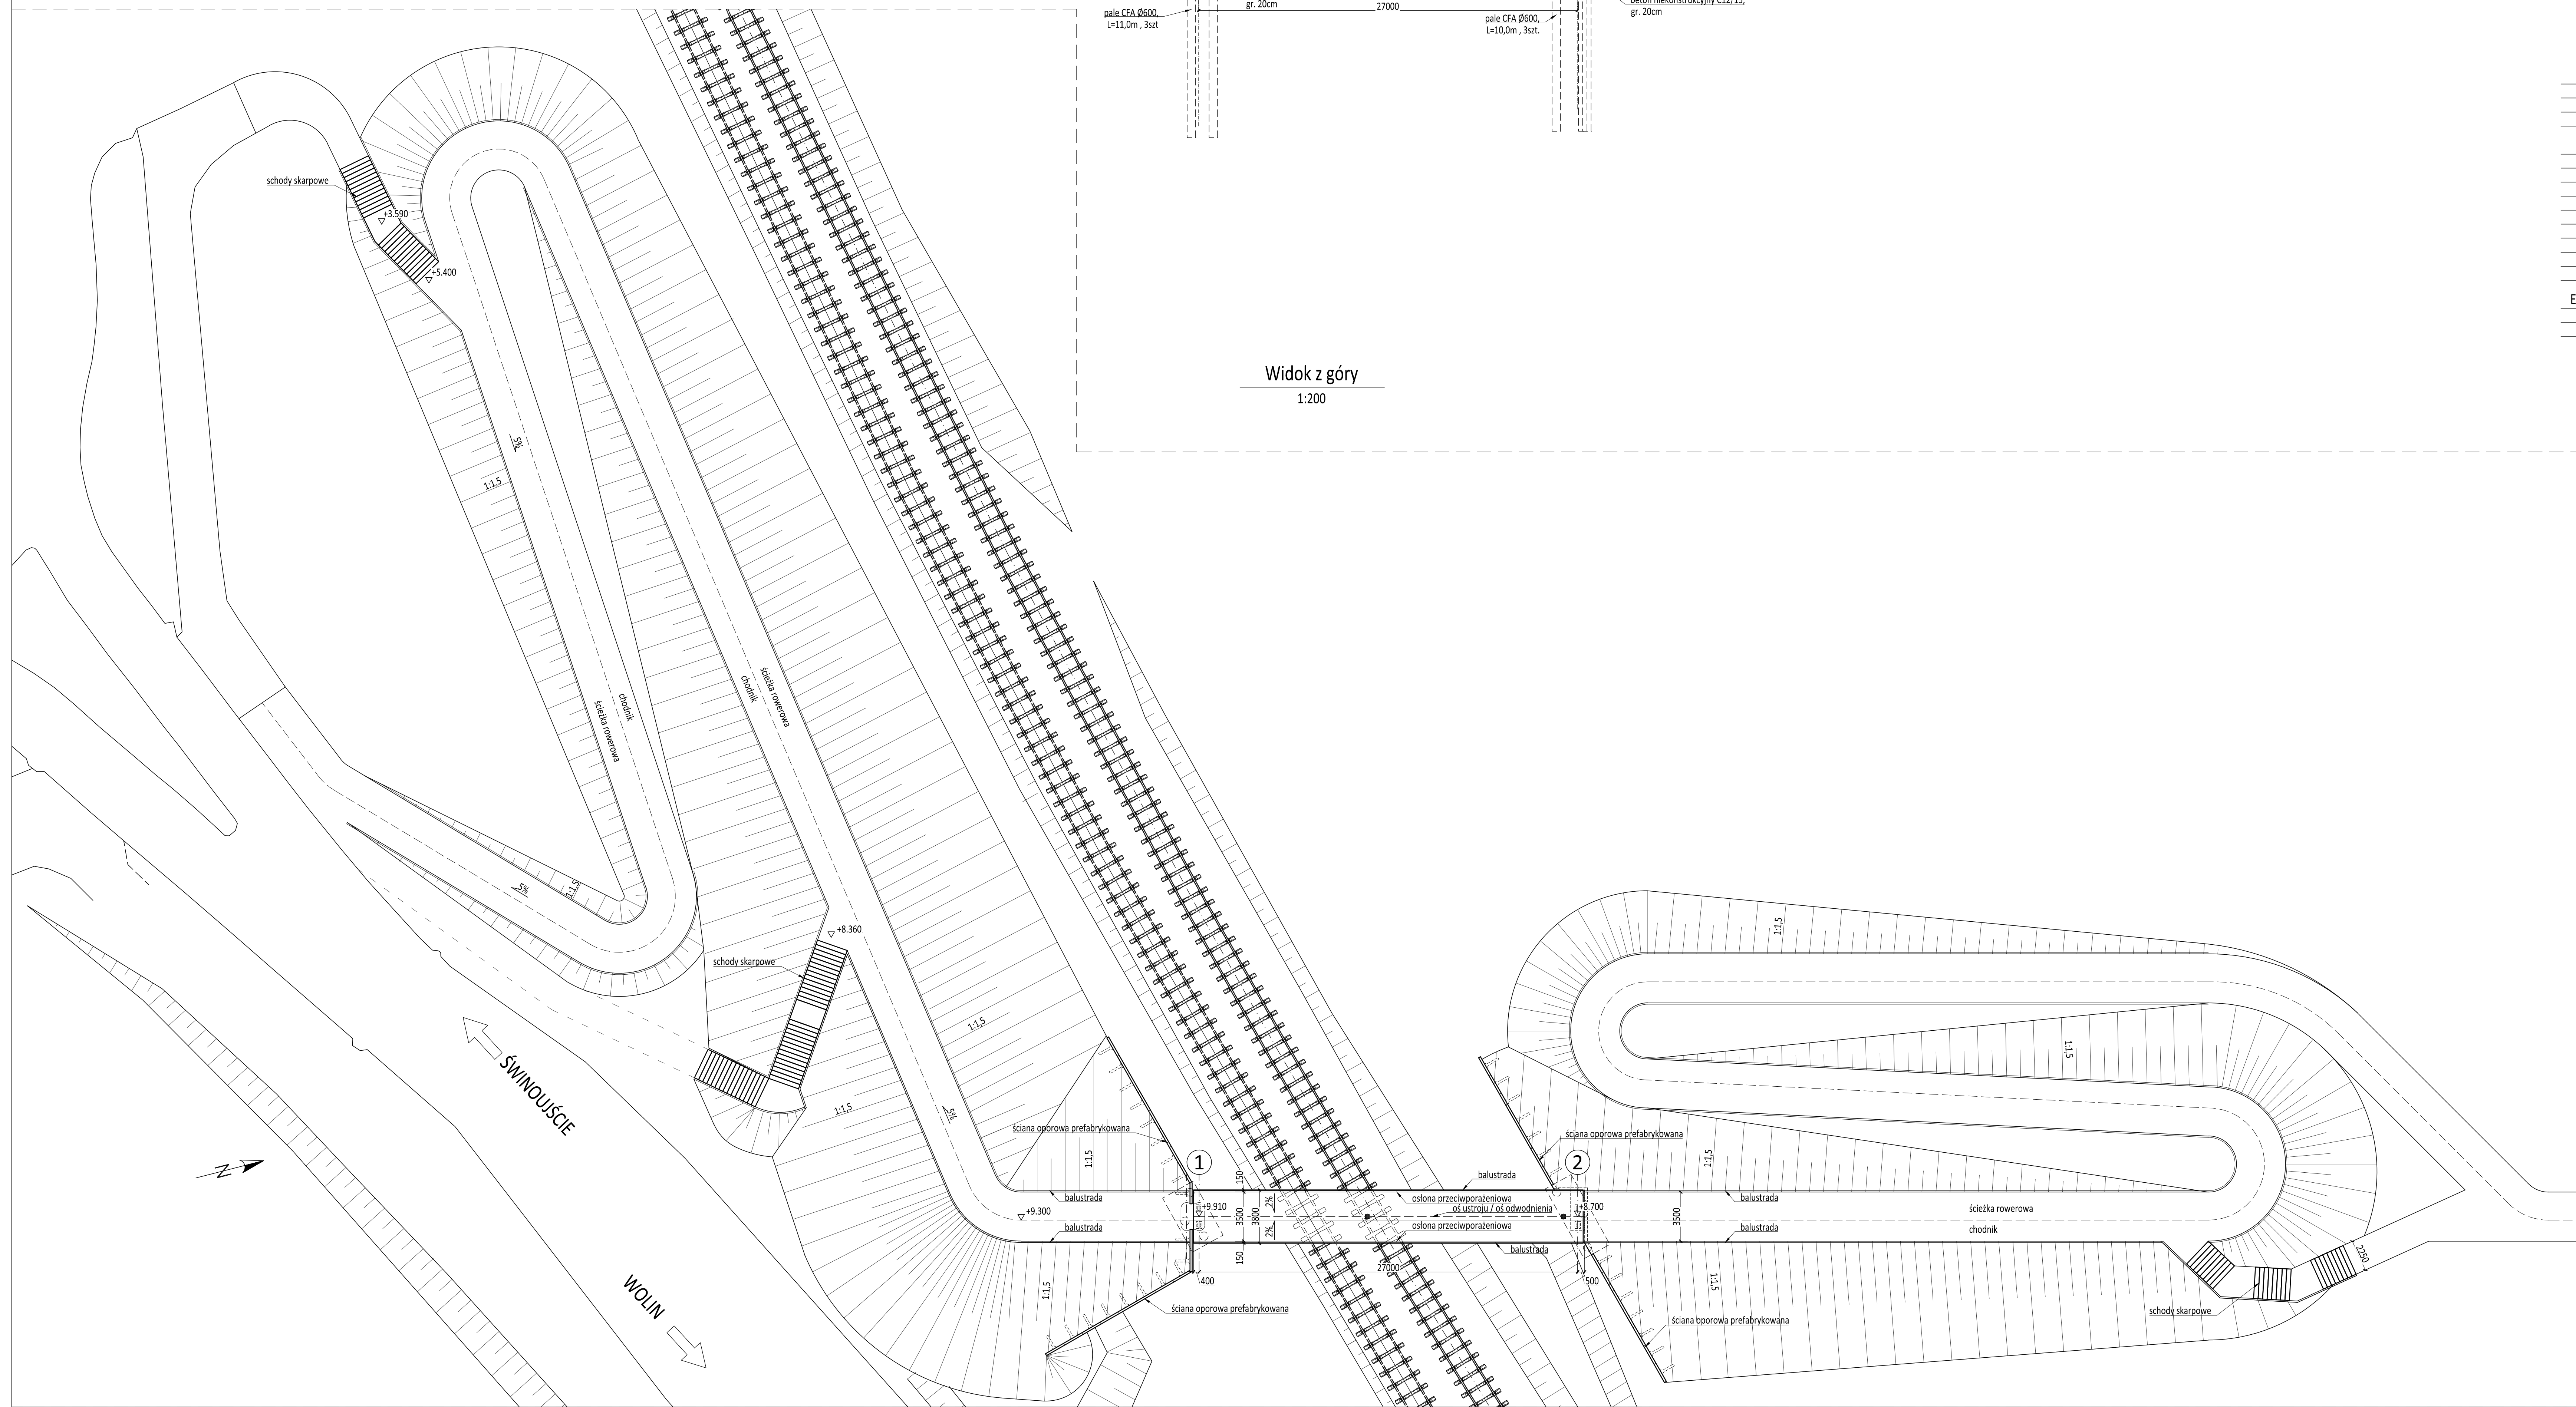 pale CFA Ø600,
L=11,0m , 3szt
gr. 20cm
27000
pale CFA Ø600,
L=10,0m , 3szt.
gr. 20cm
Widok z góry
1:200
E
schody skarpowe
+3.590
+5.400
5%
1:1,5
chodnik
ścieżka rowerowa
ścieżka rowerowa
chodnik
5%
1:1,5
+8.360
schody skarpowe
1:1,5
1:1,5
5%
ŚWINOUJŚCIE
WOLIN
N
ściana oporowa prefabrykowana
1:1,5
balustrada
+9.300
balustrada
1:1,5
ściana oporowa prefabrykowana
1
+9.910
150
3500
3800
150
2%
2%
400
27000
500
balustrada
osłona przeciwporażeniowa
oś ustroju / oś odwodnienia
osłona przeciwporażeniowa
balustrada
2
+8.700
ściana oporowa prefabrykowana
1:1,5
1:1,5
1:1,5
3500
balustrada
balustrada
ścieżka rowerowa
chodnik
1:1,5
ściana oporowa prefabrykowana
schody skarpowe
2250